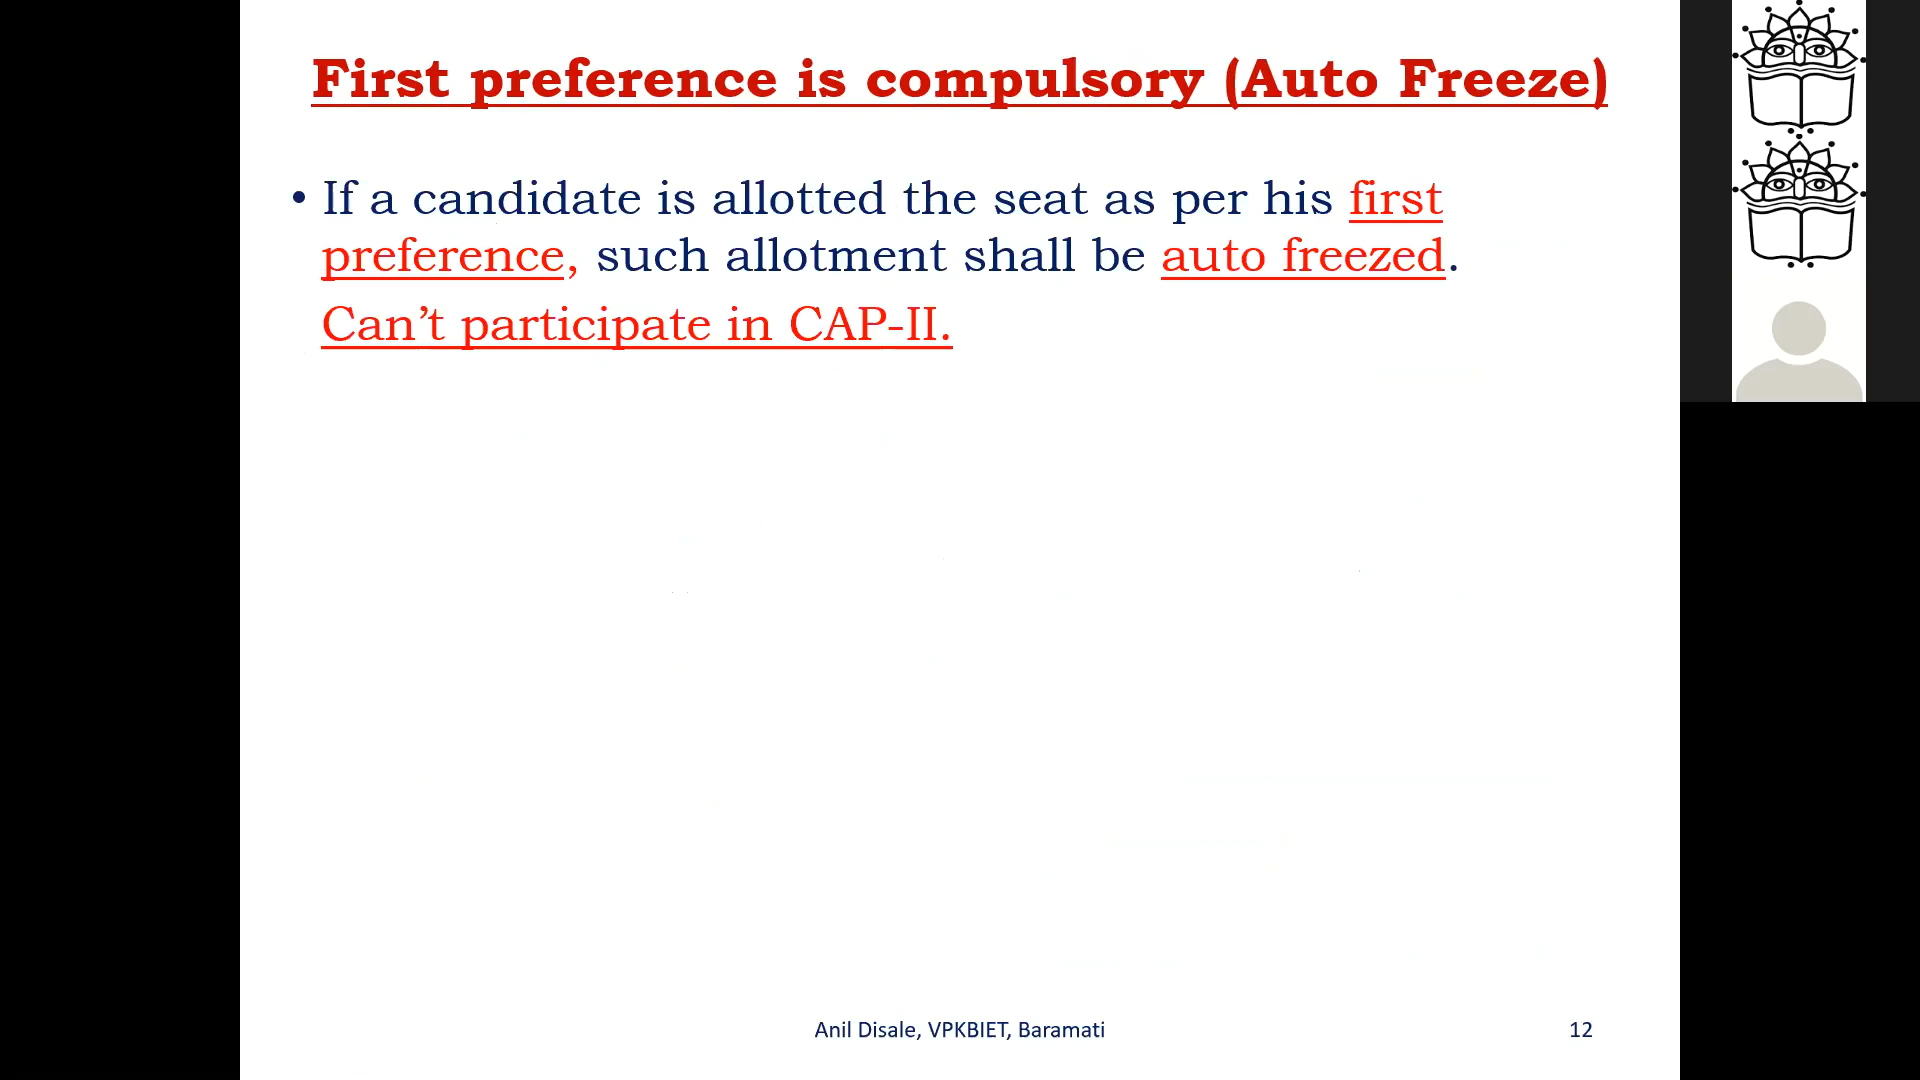 First preference is compulsory (Auto Freeze)
• If a candidate is allotted the seat as per his first
preference, such allotment shall be auto freezed.
Can’t participate in CAP-II.
Anil Disale, VPKBIET, Baramati
12